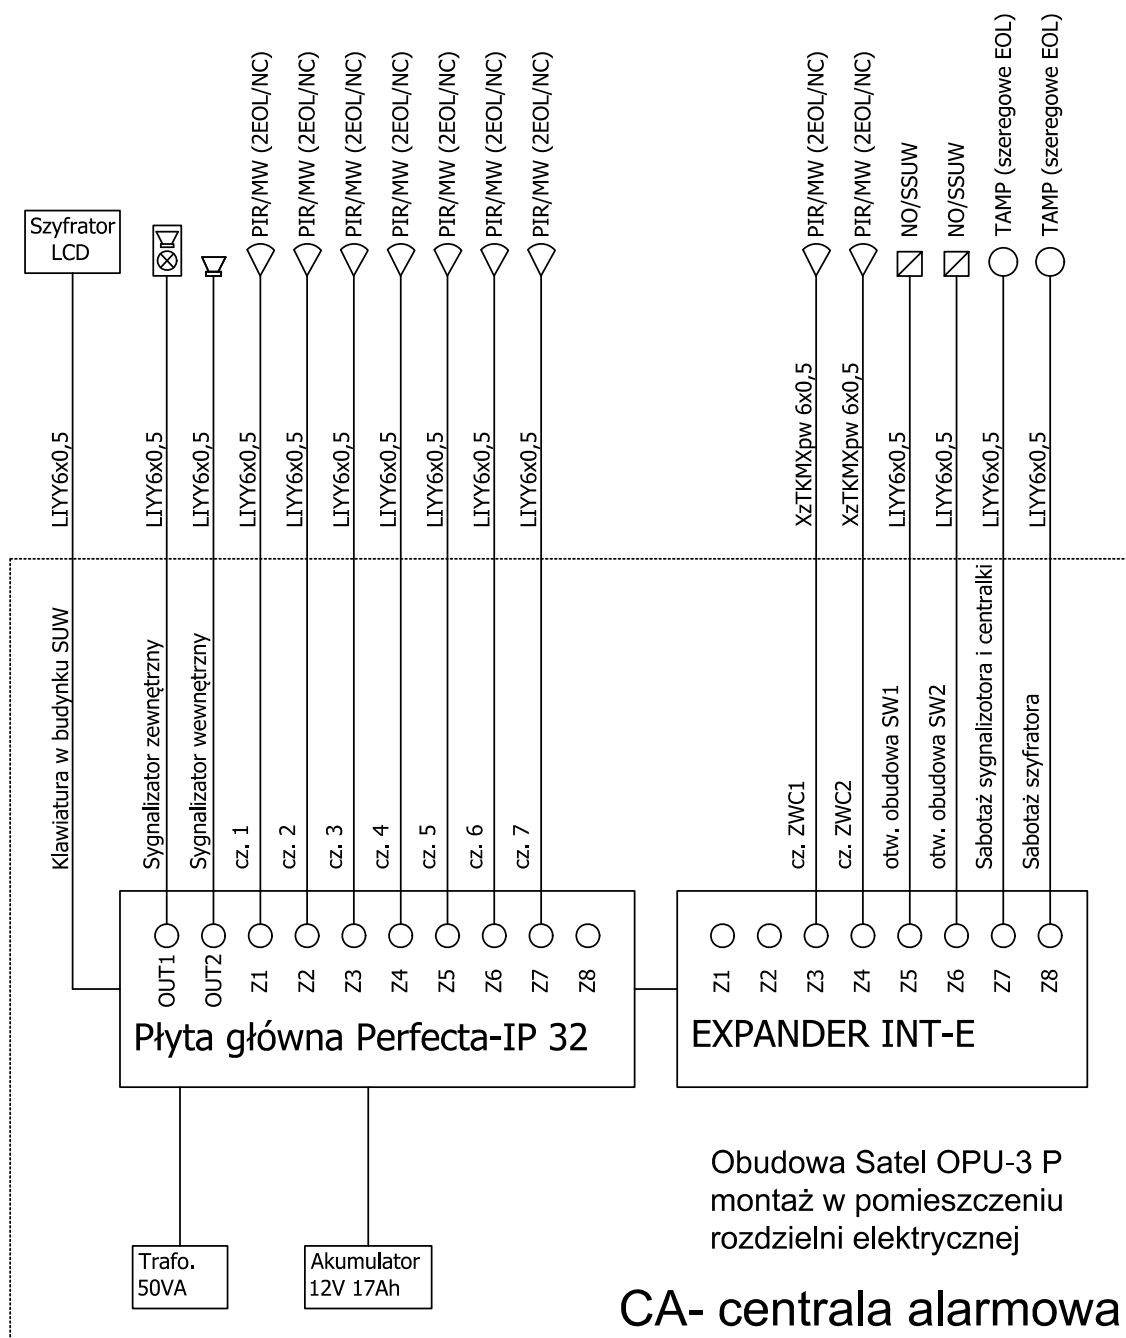 PIR/MW (2EOL/NC)
PIR/MW (2EOL/NC)
PIR/MW (2EOL/NC)
PIR/MW (2EOL/NC)
PIR/MW (2EOL/NC)
PIR/MW (2EOL/NC)
PIR/MW (2EOL/NC)
PIR/MW (2EOL/NC)
PIR/MW (2EOL/NC)
NO/SSUW
NO/SSUW
TAMP (szeregowe EOL)
TAMP (szeregowe EOL)
Szyfrator
LCD
LIYY6x0,5
LIYY6x0,5
LIYY6x0,5
LIYY6x0,5
LIYY6x0,5
LIYY6x0,5
LIYY6x0,5
LIYY6x0,5
LIYY6x0,5
LIYY6x0,5
XzTKMXpw 6x0,5
XzTKMXpw 6x0,5
LIYY6x0,5
LIYY6x0,5
LIYY6x0,5
LIYY6x0,5
Klawiatura w budynku SUW
Sygnalizator zewnętrzny
Sygnalizator wewnętrzny
cz. 1
cz. 2
cz. 3
cz. 4
cz. 5
cz. 6
cz. 7
cz. ZWC1
cz. ZWC2
otw. obudowa SW1
otw. obudowa SW2
Sabotaż sygnalizotora i centralki
Sabotaż szyfratora
OUT1
OUT2
Z1
Z2
Z3
Z4
Z5
Z6
Z7
Z8
Płyta główna Perfecta-IP 32
Z1
Z2
Z3
Z4
Z5
Z6
Z7
Z8
EXPANDER INT-E
Obudowa Satel OPU-3 P
montaż w pomieszczeniu
rozdzielni elektrycznej
Trafo.
50VA
Akumulator
12V 17Ah
CA- centrala alarmowa